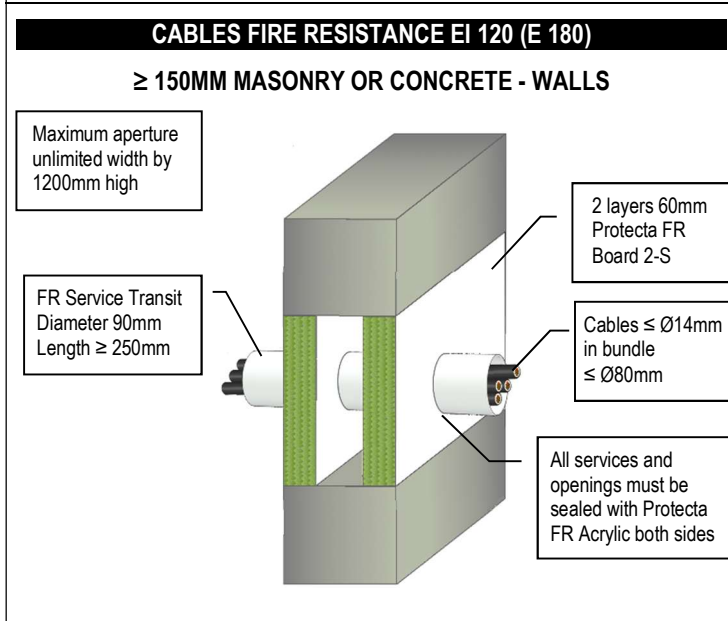 CABLES FIRE RESISTANCE EI 120 (E 180)
≥ 150MM MASONRY OR CONCRETE - WALLS
Maximum aperture
unlimited width by
1200mm high
2 layers 60mm
Protecta FR
Board 2-S
FR Service Transit
Diameter 90mm
Length ≥ 250mm
Cables ≤ Ø14mm
in bundle
≤ Ø80mm
All services and
openings must be
sealed with Protecta
FR Acrylic both sides